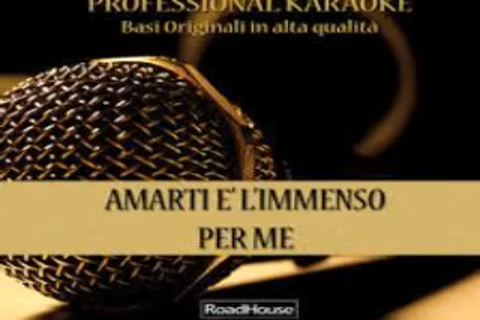 PROFESSIONAL KARAOKE
Basi Originali in alta qualità
AMARTI E' L'IMMENSO
PER ME
RoadHouse